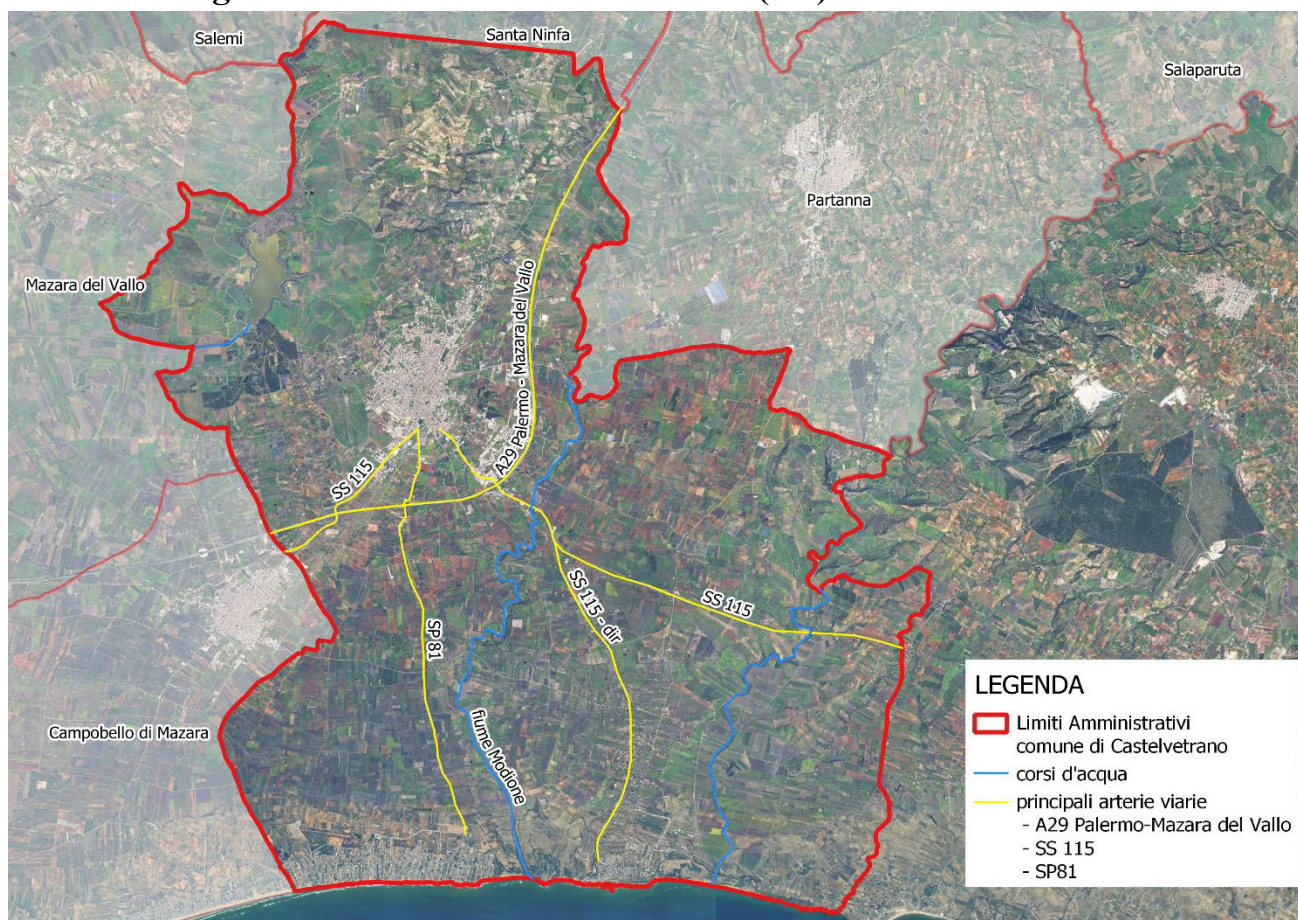 Salemi
Santa Ninfa
Salaparuta
Partanna
Mazara del Vallo
A29 Palermo - Mazara del Vallo
SS 115
SS 115 - dir
SS 115
SP81
fiume Modione
Campobello di Mazara
LEGENDA
Limiti Amministrativi
comune di Castelvetrano
corsi d'acqua
principali arterie viarie
- A29 Palermo-Mazara del Vallo
- SS 115
- SP81